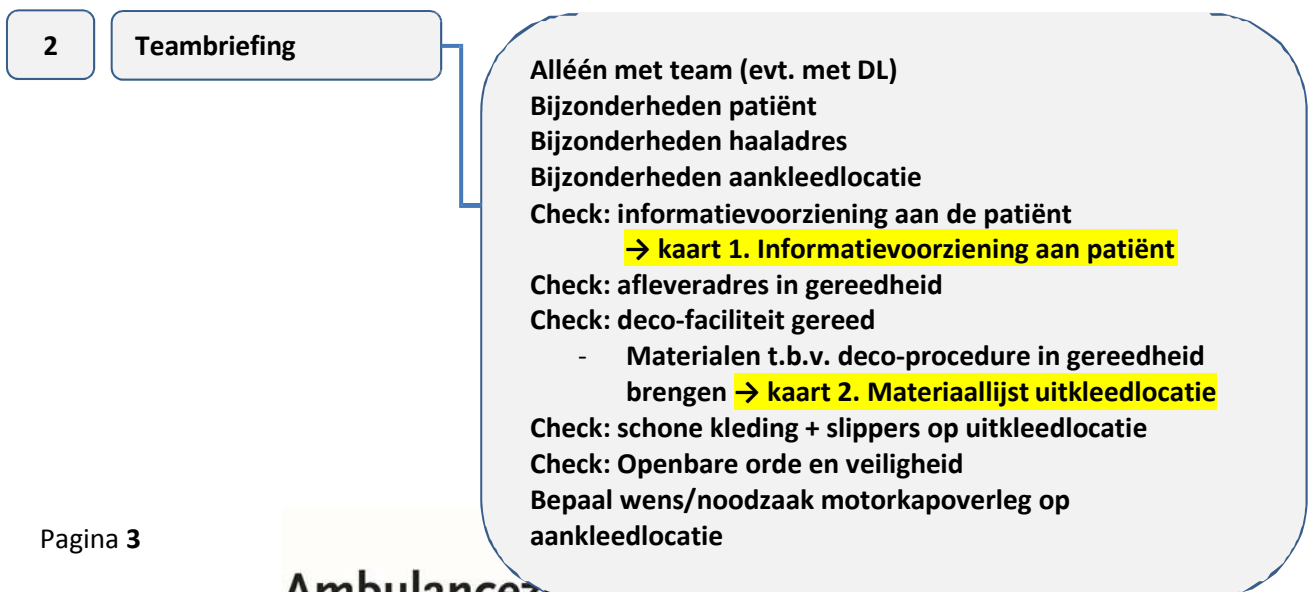 2
Teambriefing
Alléén met team (evt. met DL)
Bijzonderheden patiënt
Bijzonderheden haaladres
Bijzonderheden aankleedlocatie
Check: informatievoorziening aan de patiënt
→ kaart 1. Informatievoorziening aan patiënt
Check: afleveradres in gereedheid
Check: deco-faciliteit gereed
- Materialen t.b.v. deco-procedure in gereedheid
brengen → kaart 2. Materiaallijst uitkleedlocatie
Check: schone kleding + slippers op uitkleedlocatie
Check: Openbare orde en veiligheid
Bepaal wens/noodzaak motorkapoverleg op
aankleedlocatie
Pagina 3